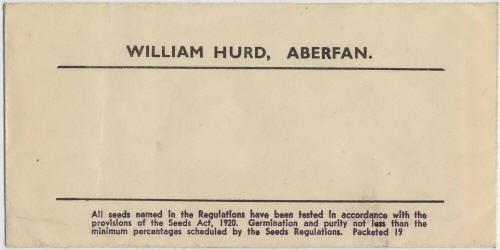 WILLIAM HURD, ABERFAN.
All seeds named in the Regulations have been tested in accordance with the
provisions of the Seeds Act, 1920. Germination and purity not less than the
minimum percentages scheduled by the Seeds Regulations. Packeted 19